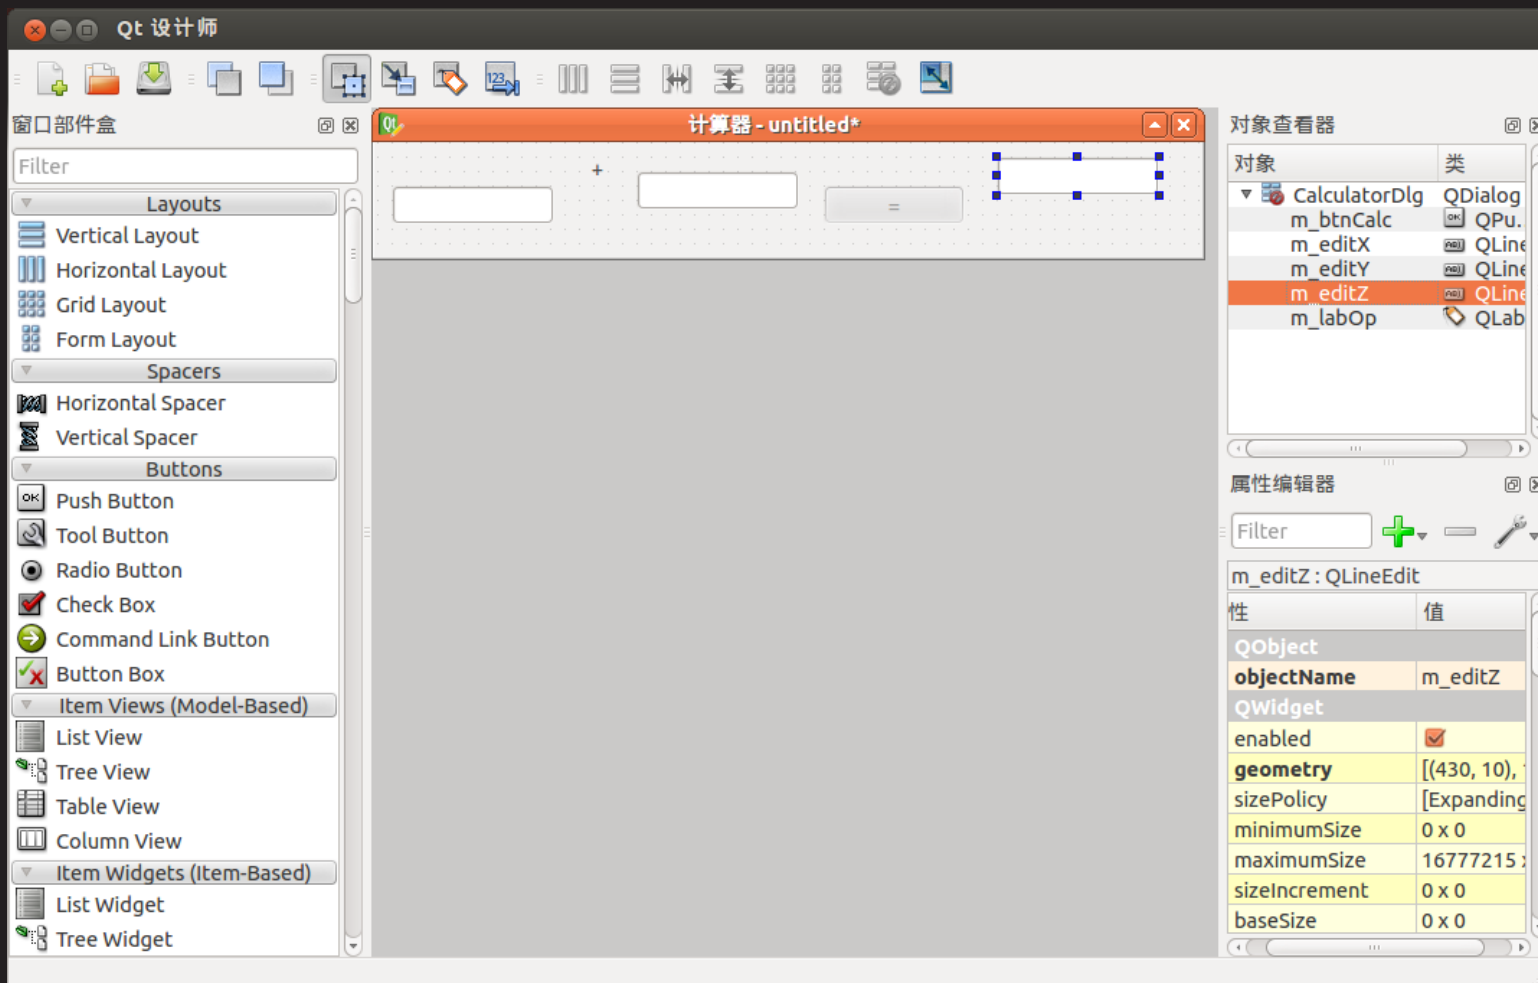 Qt 设计师
123
窗口部件盒
Filter
Layouts
Vertical Layout
Horizontal Layout
Grid Layout
Form Layout
Spacers
Horizontal Spacer
Vertical Spacer
Buttons
OK Push Button
Tool Button
Radio Button
Check Box
Command Link Button
Button Box
Item Views (Model-Based)
List View
Tree View
Table View
Column View
Item Widgets (Item-Based)
List Widget
Tree Widget
Qt 计算器 - untitled*
+
=
对象查看器
对象 类
CalculatorDlg QDialog
m_btnCalc OK QPu.
m_editX QLine
m_editY QLine
m_editZ QLine
m_labOp QLab
属性编辑器
Filter
m_editZ : QLineEdit
性 值
QObject
objectName m_editZ
QWidget
enabled
geometry [(430, 10),
sizePolicy [Expanding
minimumSize 0 x 0
maximumSize 16777215 x
sizeIncrement 0 x 0
baseSize 0 x 0